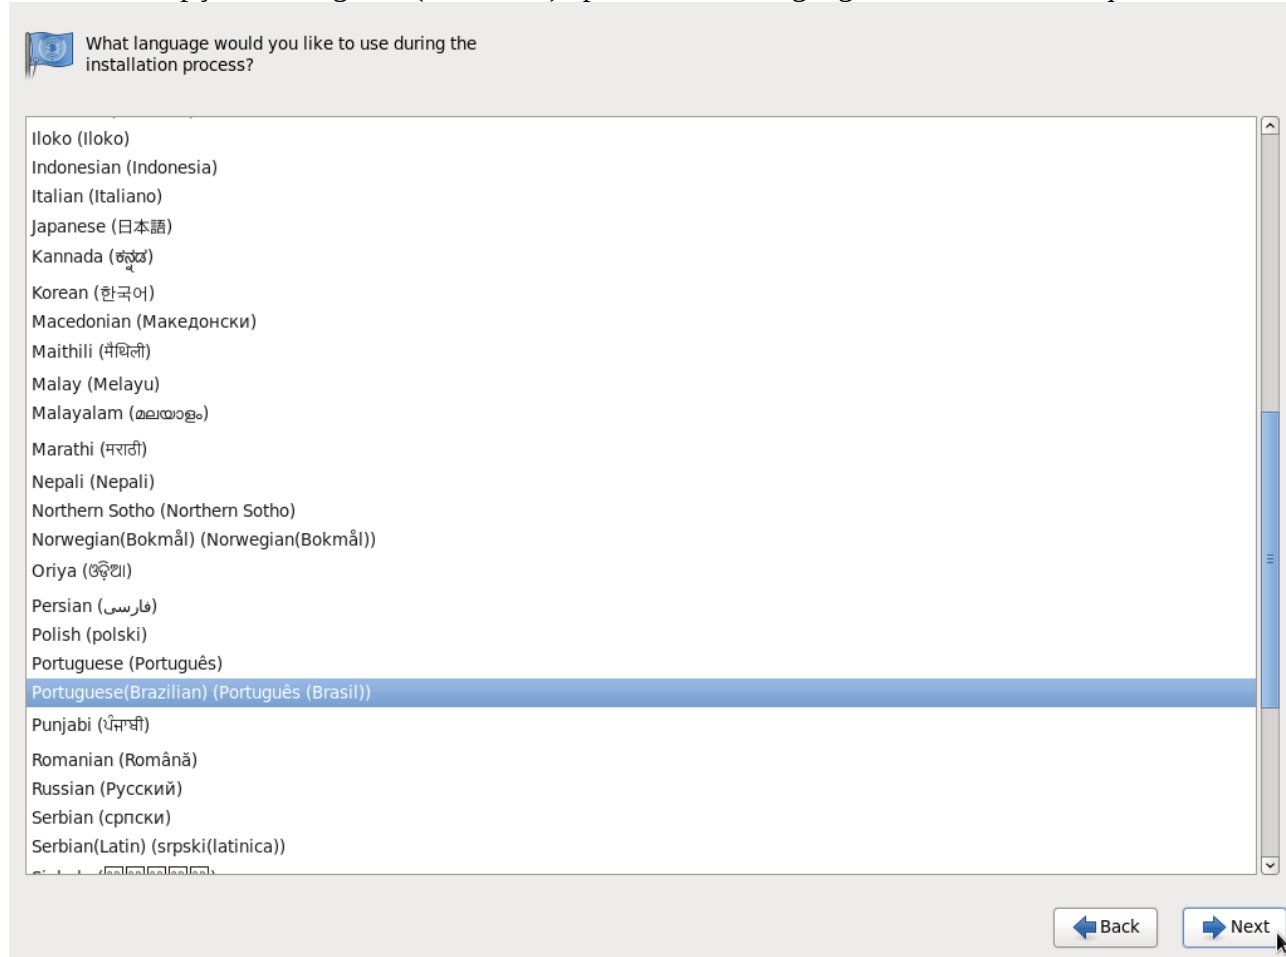 What language would you like to use during the
installation process?
Iloko (Iloko)
Indonesian (Indonesia)
Italian (Italiano)
Japanese (日本語)
Kannada (ಕನ್ನಡ)
Korean (한국어)
Macedonian (Македонски)
Maithili (मैथिली)
Malay (Melayu)
Malayalam (മലയാളം)
Marathi (मराठी)
Nepali (Nepali)
Northern Sotho (Northern Sotho)
Norwegian(Bokmål) (Norwegian(Bokmål))
Oriya (ଓଡ଼ିଆ)
Persian (فارسی)
Polish (polski)
Portuguese (Português)
Portuguese(Brazilian) (Português (Brasil))
Punjabi (ਪੰਜਾਬੀ)
Romanian (Română)
Russian (Русский)
Serbian (српски)
Serbian(Latin) (srpski(latinica))
Back
Next